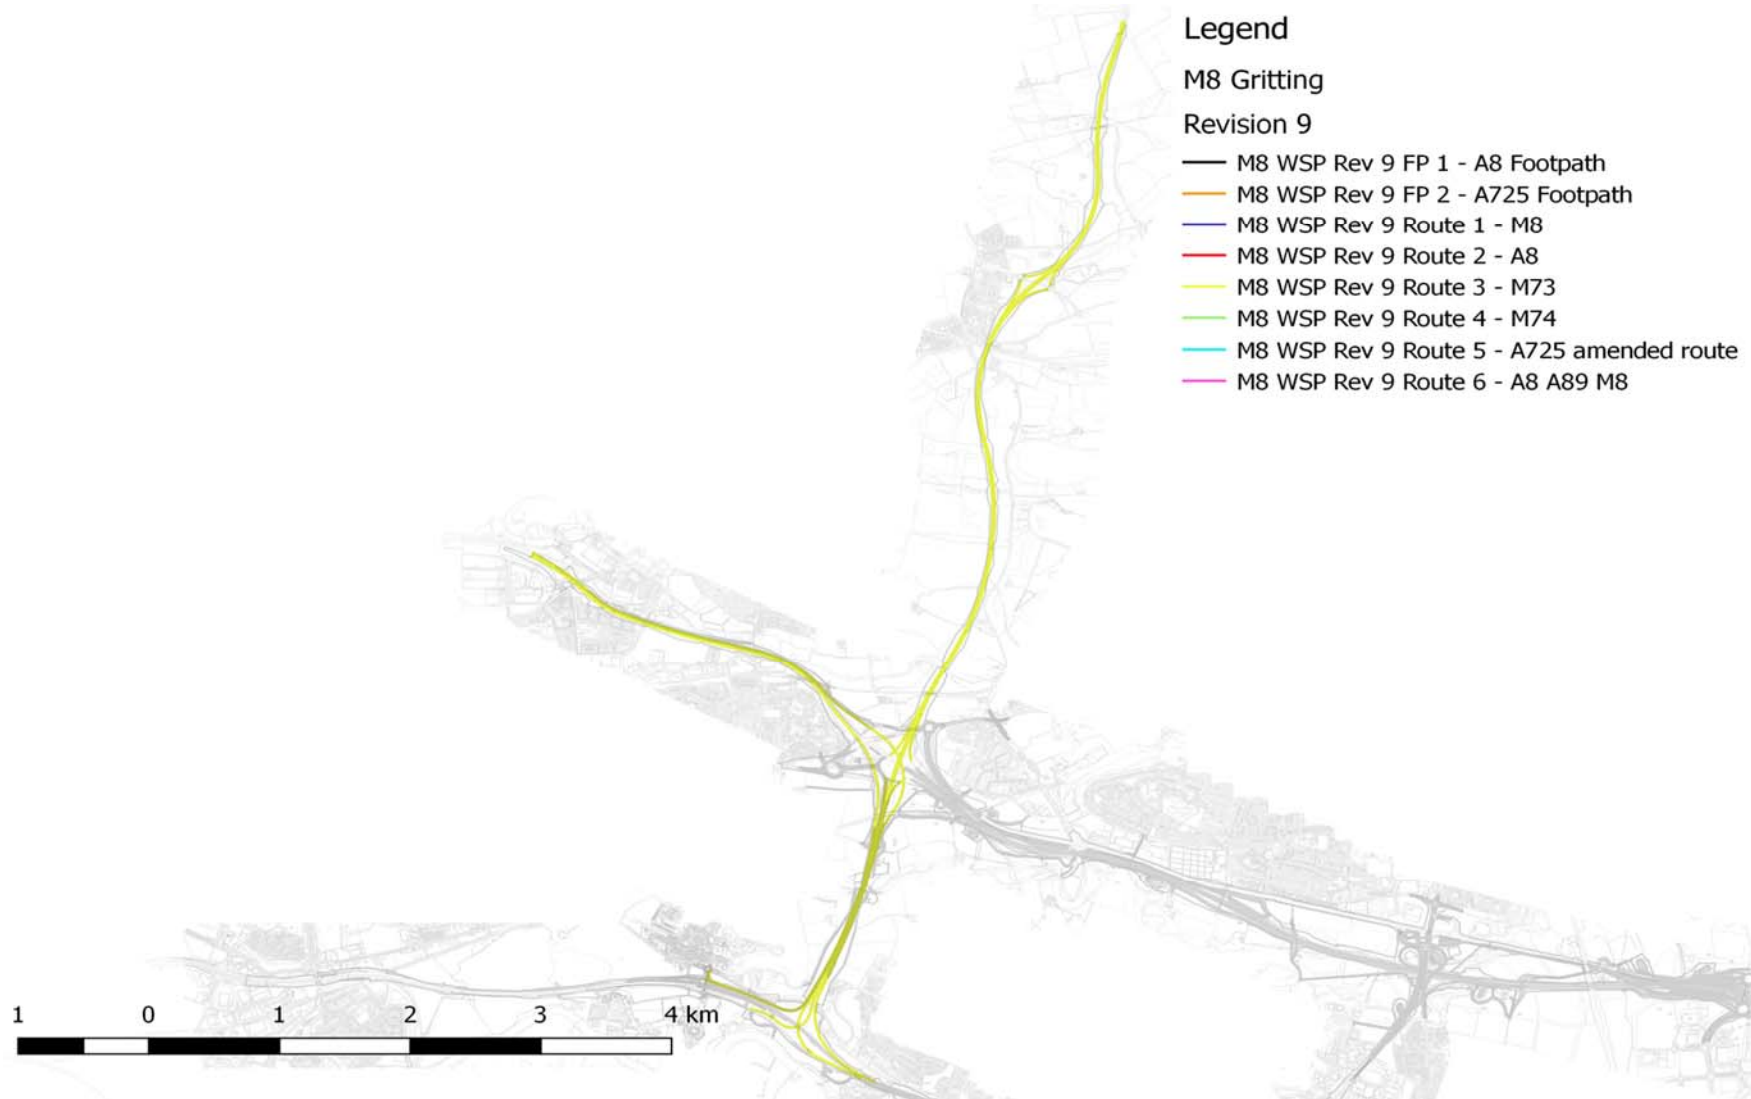 Legend
M8 Gritting
Revision 9
M8 WSP Rev 9 FP 1 - A8 Footpath
M8 WSP Rev 9 FP 2 - A725 Footpath
M8 WSP Rev 9 Route 1 - M8
M8 WSP Rev 9 Route 2 - A8
M8 WSP Rev 9 Route 3 - M73
M8 WSP Rev 9 Route 4 - M74
M8 WSP Rev 9 Route 5 - A725 amended route
M8 WSP Rev 9 Route 6 - A8 A89 M8
1 0 1 2 3 4 km